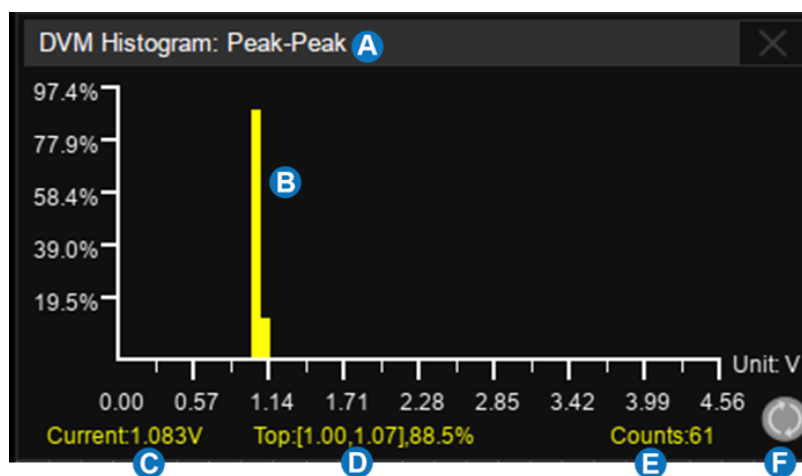 DVM Histogram: Peak-Peak A
97.4%
77.9%
B
58.4%
39.0%
19.5%
Unit: V
0.00 0.57 1.14 1.71 2.28 2.85 3.42 3.99 4.56
Current:1.083V Top:[1.00,1.07],88.5% Counts:61
C D E F